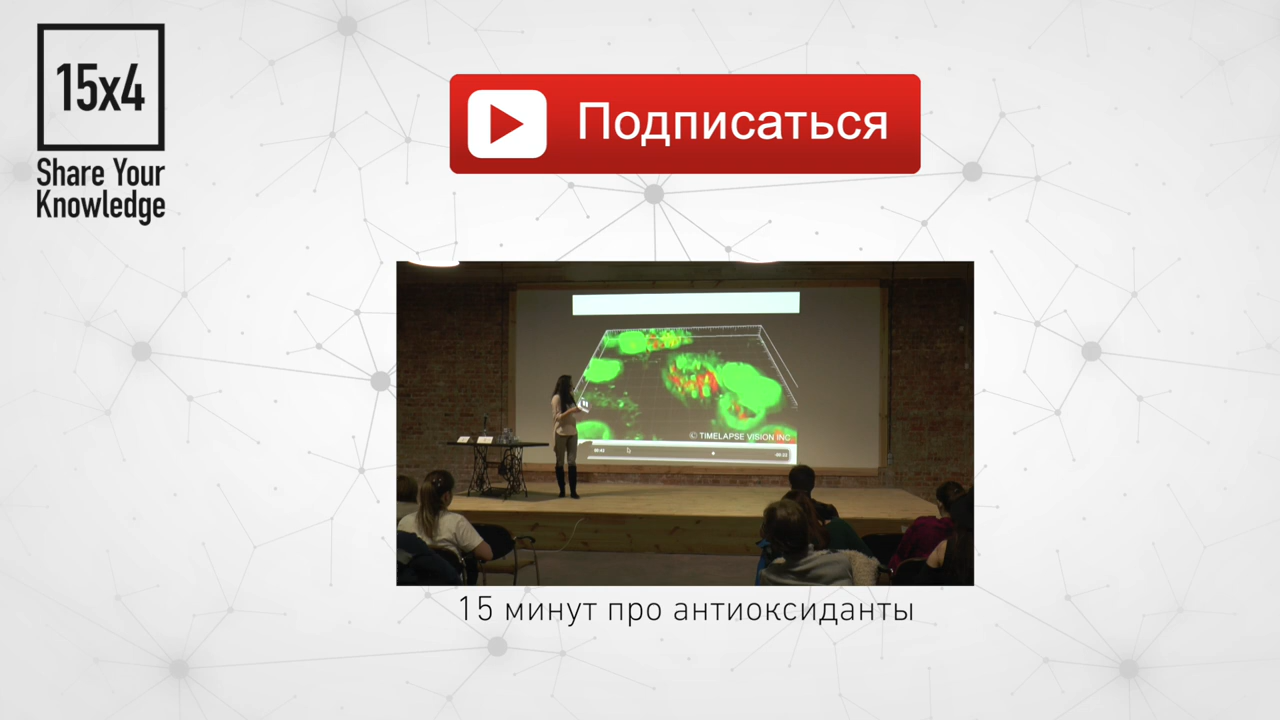 15x4
Share Your
Knowledge
Подписаться
© TIMELAPSE VISION INC
15 минут про антиоксиданты